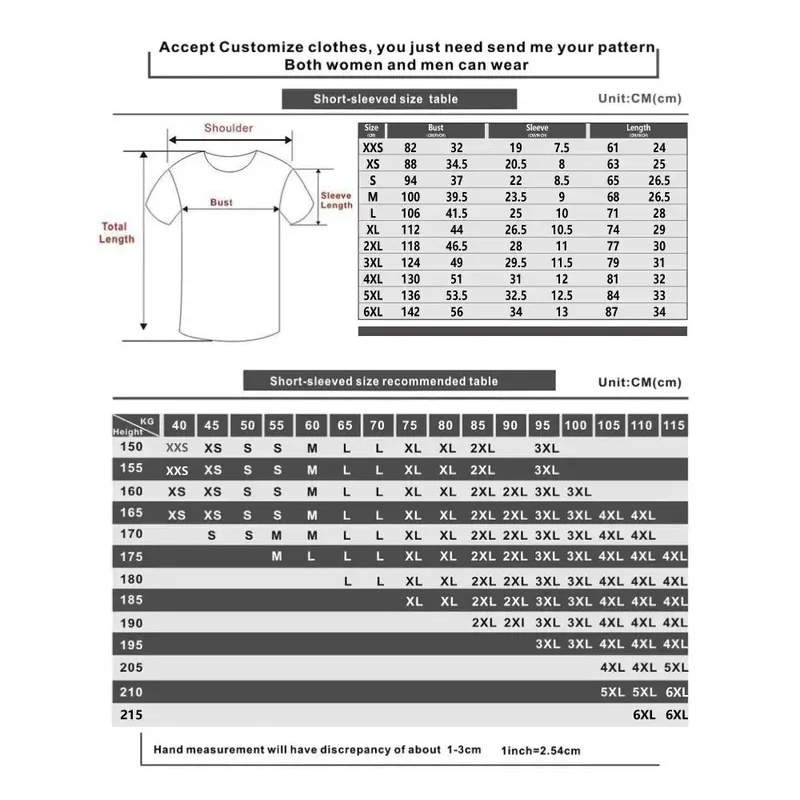 Accept Customize clothes, you just need send me your pattern,
Both women and men can wear
Short-sleeved size table
Unit:CM(cm)
Shoulder
Sleeve
Length
Bust
Total
Length
Size Bust Sleeve Length
XXS 82 32 19 7.5 61 24
XS 88 34.5 20.5 8 63 25
S 94 37 22 8.5 65 26.5
M 100 39.5 23.5 9 68 26.5
L 106 41.5 25 10 71 28
XL 112 44 26.5 10.5 74 29
2XL 118 46.5 28 11 77 30
3XL 124 49 29.5 11.5 79 31
4XL 130 51 31 12 81 32
5XL 136 53.5 32.5 12.5 84 33
6XL 142 56 34 13 87 34
Short-sleeved size recommended table
Unit:CM(cm)
KG
Height 40 45 50 55 60 65 70 75 80 85 90 95 100 105 110 115
150 XXS XS S S M L L XL XL 2XL 3XL
155 XXS XS S S M L L XL XL 2XL 3XL
160 XS XS S S M L L XL XL 2XL 2XL 3XL 3XL
165 XS XS S S M L L XL XL 2XL 2XL 3XL 3XL 4XL 4XL
170 S S M M L L XL XL 2XL 2XL 3XL 3XL 4XL 4XL
175 M L L L XL XL 2XL 2XL 3XL 3XL 4XL 4XL 4XL
180 L L XL XL 2XL 2XL 3XL 3XL 4XL 4XL 4XL
185 XL XL 2XL 2XL 3XL 3XL 4XL 4XL 4XL
190 2XL 2XI 3XL 3XL 4XL 4XL 4XL
195 3XL 3XL 4XL 4XL 4XL
205 4XL 4XL 5XL
210 5XL 5XL 6XL
215 6XL 6XL
Hand measurement will have discrepancy of about 1-3cm 1inch=2.54cm